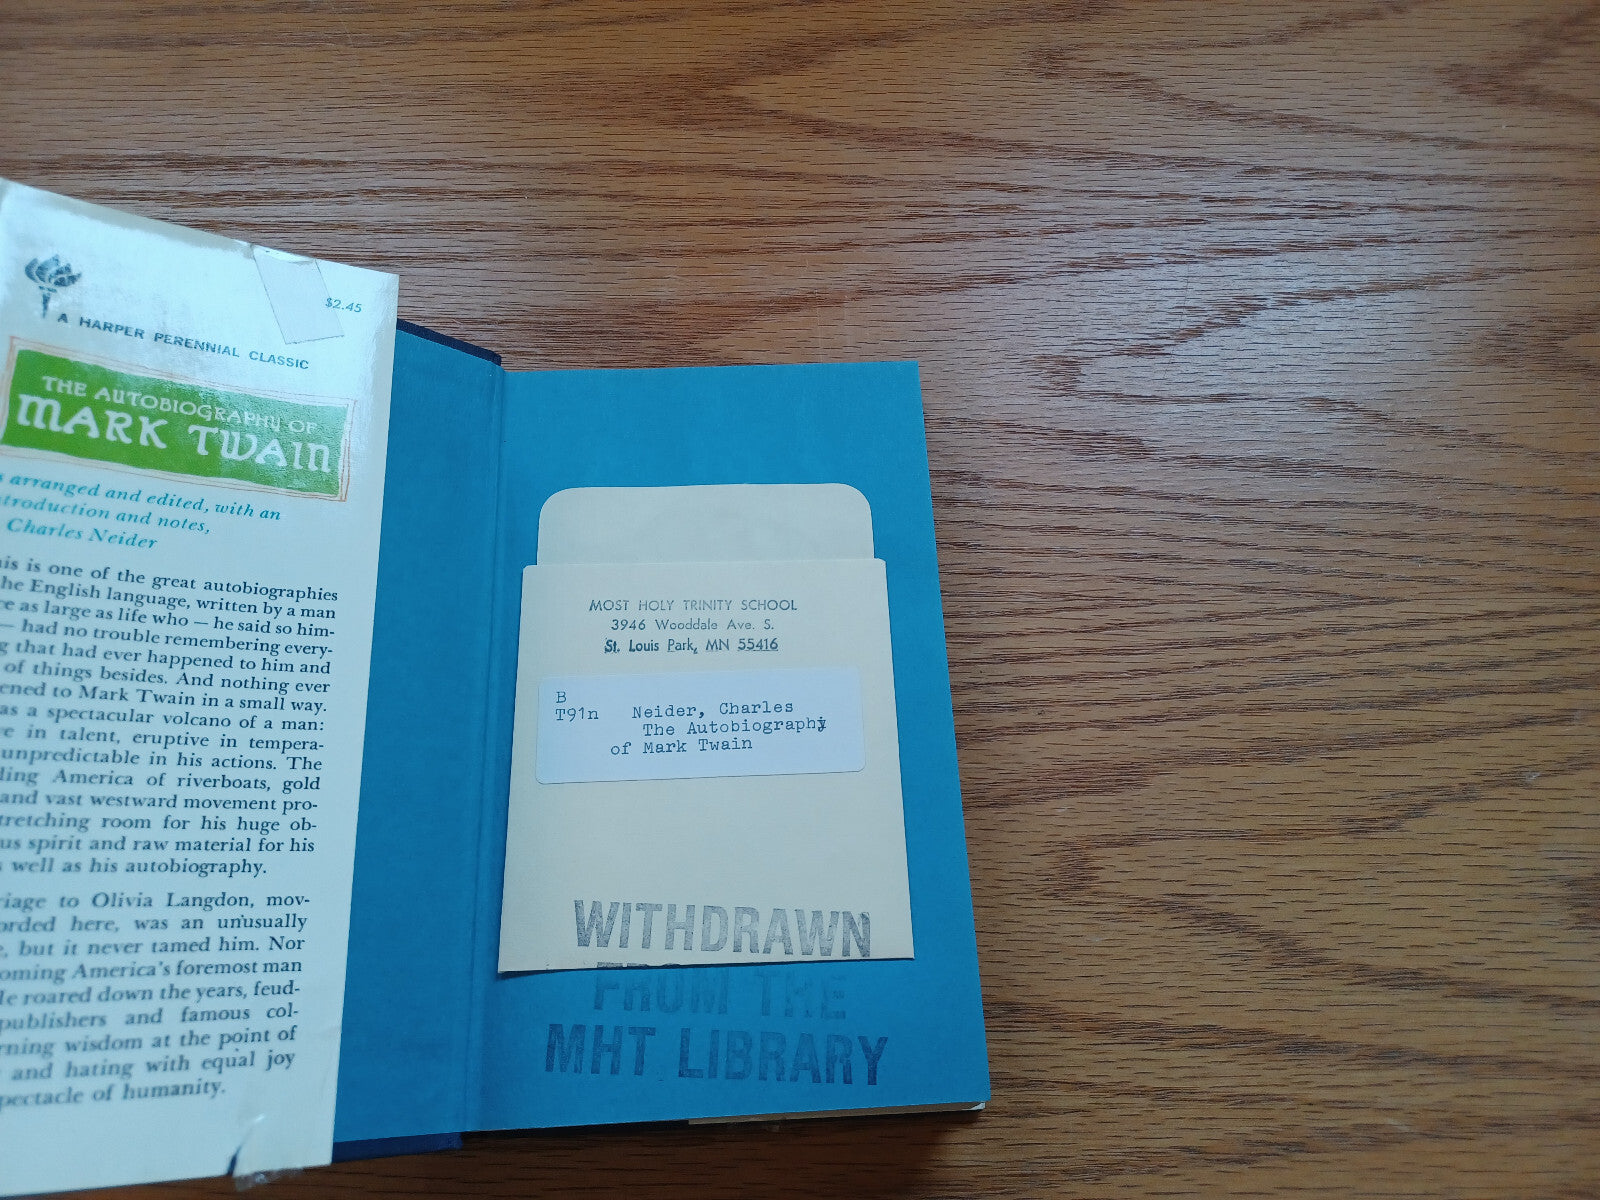 $2.45
A HARPER PERENNIAL CLASSIC
THE AUTOBIOGRAPHY OF
MARK TWAIN
arranged and edited, with an
ntroduction and notes,
Charles Neider
is is one of the great autobiographies
he English language, written by a man
e as large as life who — he said so him-
— had no trouble remembering every-
g that had ever happened to him and
of things besides. And nothing ever
ened to Mark Twain in a small way.
as a spectacular volcano of a man:
e in talent, eruptive in tempera-
unpredictable in his actions. The
ling America of riverboats, gold
and vast westward movement pro-
tretching room for his huge ob-
us spirit and raw material for his
s well as his autobiography.
riage to Olivia Langdon, mov-
orded here, was an unusually
, but it never tamed him. Nor
oming America's foremost man
He roared down the years, feud-
publishers and famous col-
rning wisdom at the point of
and hating with equal joy
pectacle of humanity.
MOST HOLY TRINITY SCHOOL
3946 Wooddale Ave. S.
St. Louis Park, MN 55416
B
T91n Neider, Charles
The Autobiography
of Mark Twain
WITHDRAWN
FROM THE
MHT LIBRARY